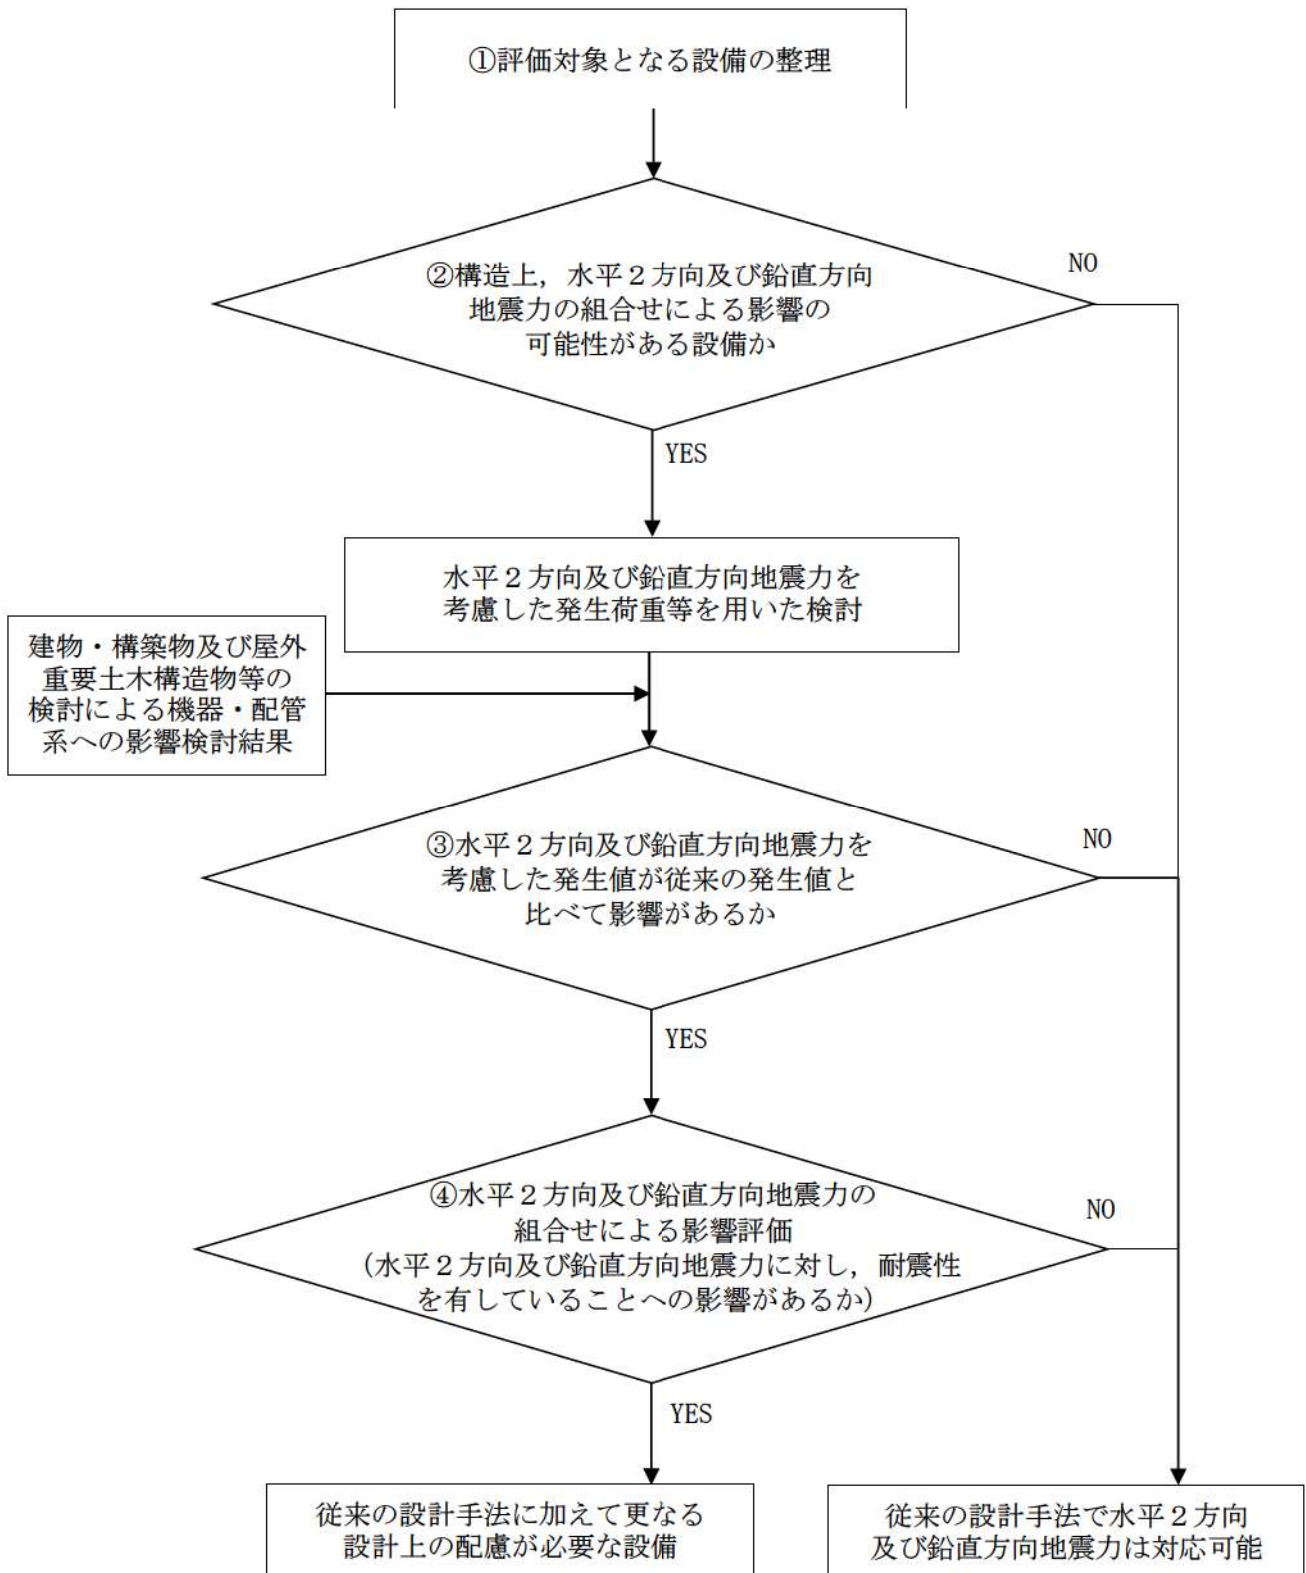 ①評価対象となる設備の整理
②構造上，水平２方向及び鉛直方向
地震力の組合せによる影響の
可能性がある設備か
NO
YES
水平２方向及び鉛直方向地震力を
考慮した発生荷重等を用いた検討
建物・構築物及び屋外
重要土木構造物等の
検討による機器・配管
系への影響検討結果
③水平２方向及び鉛直方向地震力を
考慮した発生値が従来の発生値と
比べて影響があるか
NO
YES
④水平２方向及び鉛直方向地震力の
組合せによる影響評価
（水平２方向及び鉛直方向地震力に対し，耐震性
を有していることへの影響があるか）
NO
YES
従来の設計手法に加えて更なる
設計上の配慮が必要な設備
従来の設計手法で水平２方向
及び鉛直方向地震力は対応可能